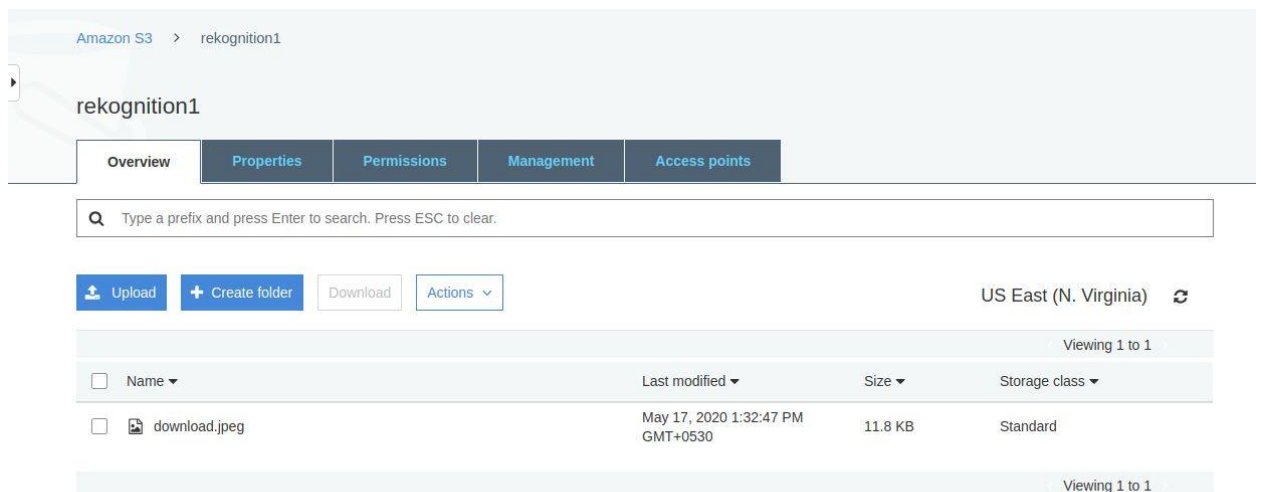 Amazon S3 > rekognition1
rekognition1
Overview Properties Permissions Management Access points
Type a prefix and press Enter to search. Press ESC to clear.
Upload + Create folder Download Actions US East (N. Virginia)
Viewing 1 to 1
Name Last modified Size Storage class
download.jpeg May 17, 2020 1:32:47 PM 11.8 KB Standard
GMT+0530
Viewing 1 to 1